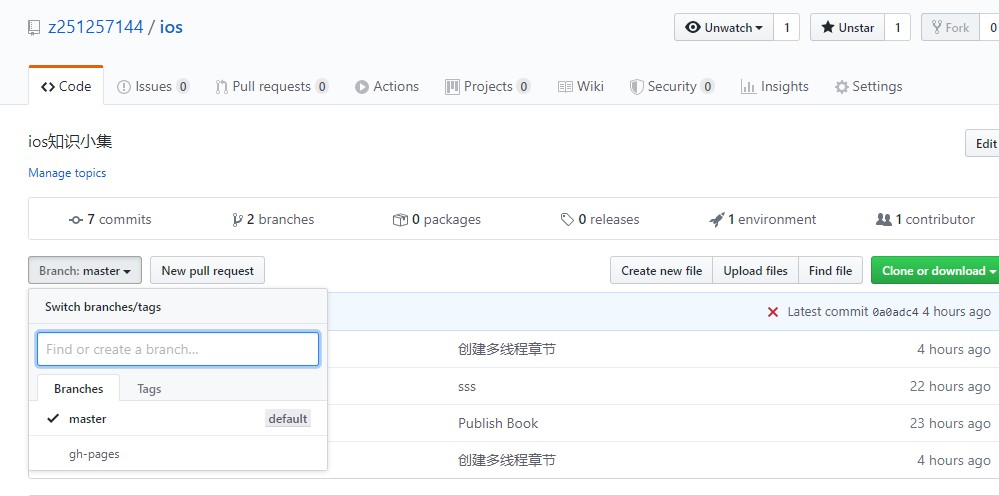 z251257144 / ios
Unwatch 1 Unstar 1 Fork 0
Code Issues 0 Pull requests 0 Actions Projects 0 Wiki Security 0 Insights Settings
ios知识小集
Edit
Manage topics
7 commits 2 branches 0 packages 0 releases 1 environment 1 contributor
Branch: master New pull request Create new file Upload files Find file Clone or download
Switch branches/tags
Latest commit 0a0adc4 4 hours ago
Find or create a branch...
创建多线程章节 4 hours ago
Branches Tags
sss 22 hours ago
master default
Publish Book 23 hours ago
gh-pages
创建多线程章节 4 hours ago